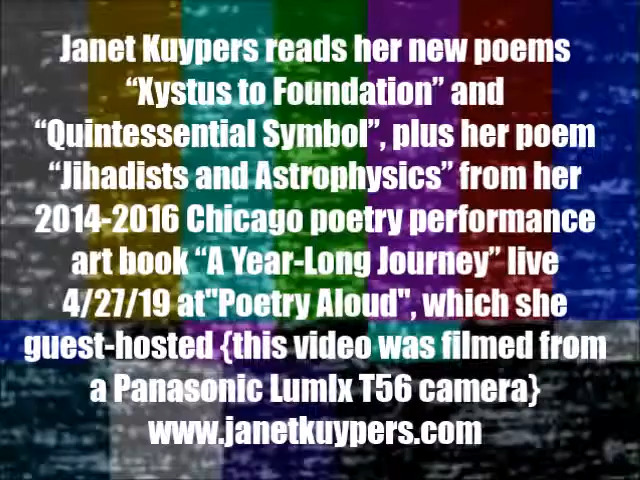 Janet Kuypers reads her new poems
“Xystus to Foundation” and
“Quintessential Symbol”, plus her poem
“Jihadists and Astrophysics” from her
2014-2016 Chicago poetry performance
art book “A Year-Long Journey” live
4/27/19 at"Poetry Aloud", which she
guest-hosted {this video was filmed from
a Panasonic Lumix T56 camera}
www.janetkuypers.com